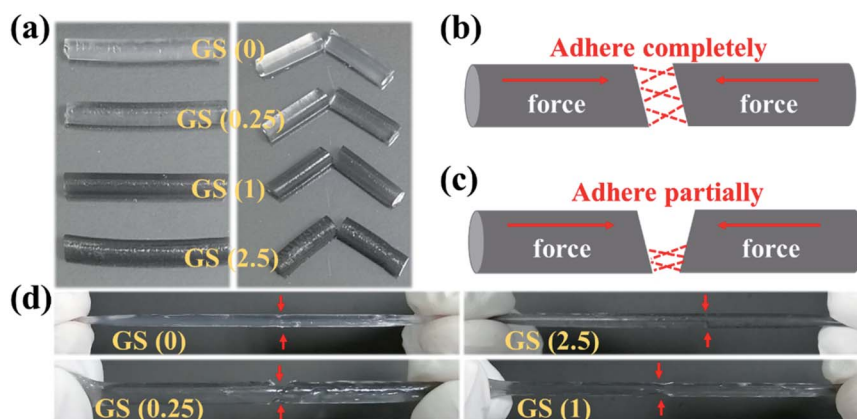 (a)
GS (0)
GS (0.25)
GS (1)
GS (2.5)
(b)
Adhere completely
force force
(c)
Adhere partially
force force
(d)
GS (0)
GS (2.5)
GS (0.25)
GS (1)